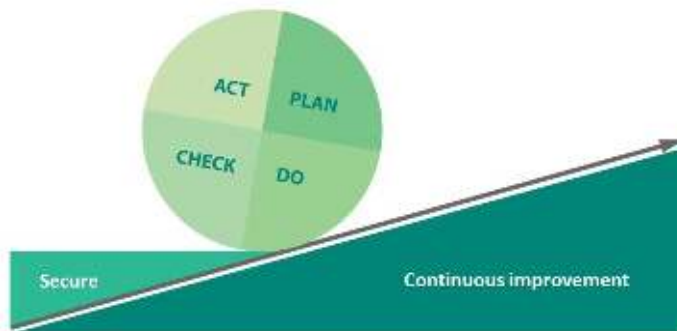 ACT
PLAN
CHECK
DO
Secure
Continuous improvement